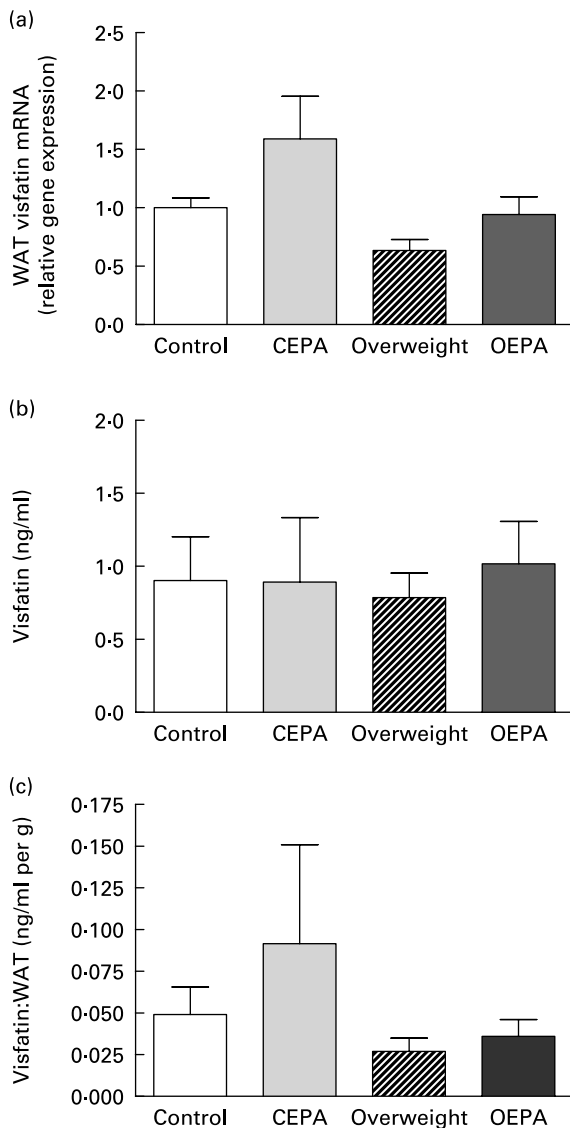 (a)
WAT visfatin mRNA
(relative gene expression)
2·5
2·0
1·5
1·0
0·5
0·0
Control CEPA Overweight OEPA
(b)
Visfatin (ng/ml)
2·0
1·5
1·0
0·5
0·0
Control CEPA Overweight OEPA
(c)
Visfatin:WAT (ng/ml per g)
0·175
0·150
0·125
0·100
0·075
0·050
0·025
0·000
Control CEPA Overweight OEPA